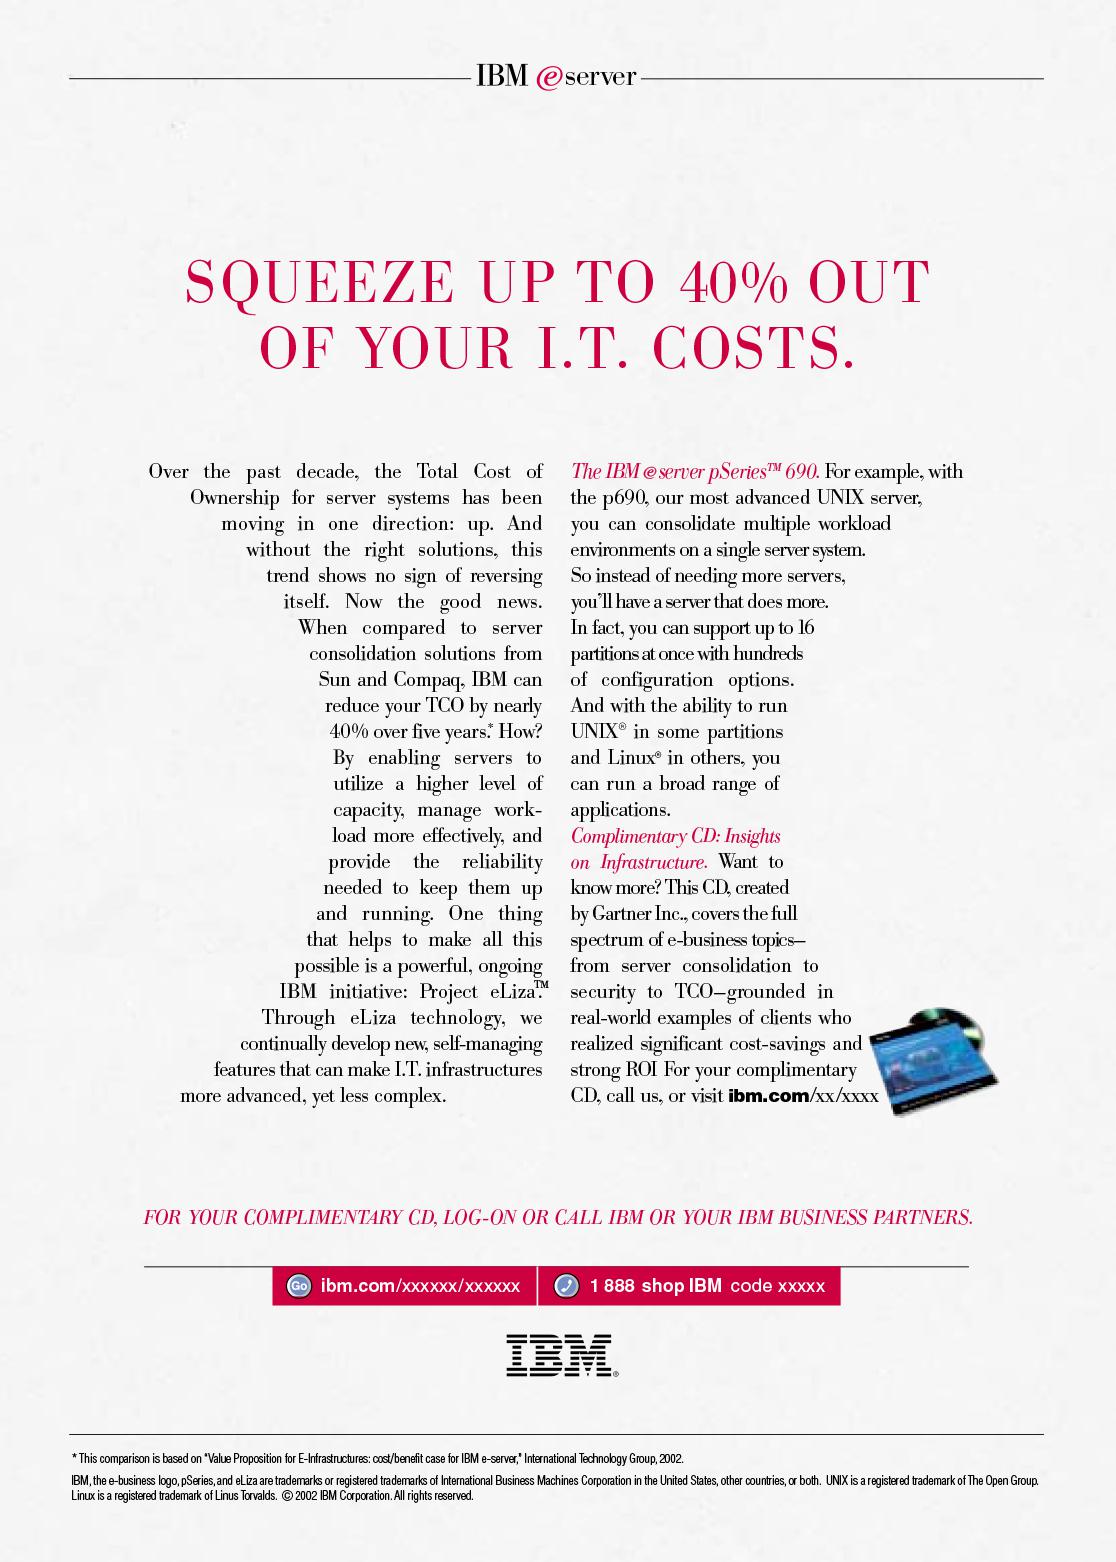 IBM e server
SQUEEZE UP TO 40% OUT
OF YOUR I.T. COSTS.
Over the past decade, the Total Cost of
Ownership for server systems has been
moving in one direction: up. And
without the right solutions, this
trend shows no sign of reversing
itself. Now the good news.
When compared to server
consolidation solutions from
Sun and Compaq, IBM can
reduce your TCO by nearly
40% over five years.* How?
By enabling servers to
utilize a higher level of
capacity, manage work-
load more effectively, and
provide the reliability
needed to keep them up
and running. One thing
that helps to make all this
possible is a powerful, ongoing
IBM initiative: Project eLiza.™
Through eLiza technology, we
continually develop new, self-managing
features that can make I.T. infrastructures
more advanced, yet less complex.
The IBM e server pSeries™ 690. For example, with
the p690, our most advanced UNIX server,
you can consolidate multiple workload
environments on a single server system.
So instead of needing more servers,
you'll have a server that does more.
In fact, you can support up to 16
partitions at once with hundreds
of configuration options.
And with the ability to run
UNIX® in some partitions
and Linux® in others, you
can run a broad range of
applications.
Complimentary CD: Insights
on Infrastructure. Want to
know more? This CD, created
by Gartner Inc., covers the full
spectrum of e-business topics—
from server consolidation to
security to TCO—grounded in
real-world examples of clients who
realized significant cost-savings and
strong ROI For your complimentary
CD, call us, or visit ibm.com/xx/xxxx
FOR YOUR COMPLIMENTARY CD, LOG-ON OR CALL IBM OR YOUR IBM BUSINESS PARTNERS.
Go ibm.com/xxxxxx/xxxxxx 1 888 shop IBM code xxxxx
IBM®
* This comparison is based on "Value Proposition for E-Infrastructures: cost/benefit case for IBM e-server," International Technology Group, 2002.
IBM, the e-business logo, pSeries, and eLiza are trademarks or registered trademarks of International Business Machines Corporation in the United States, other countries, or both. UNIX is a registered trademark of The Open Group.
Linux is a registered trademark of Linus Torvalds. © 2002 IBM Corporation. All rights reserved.